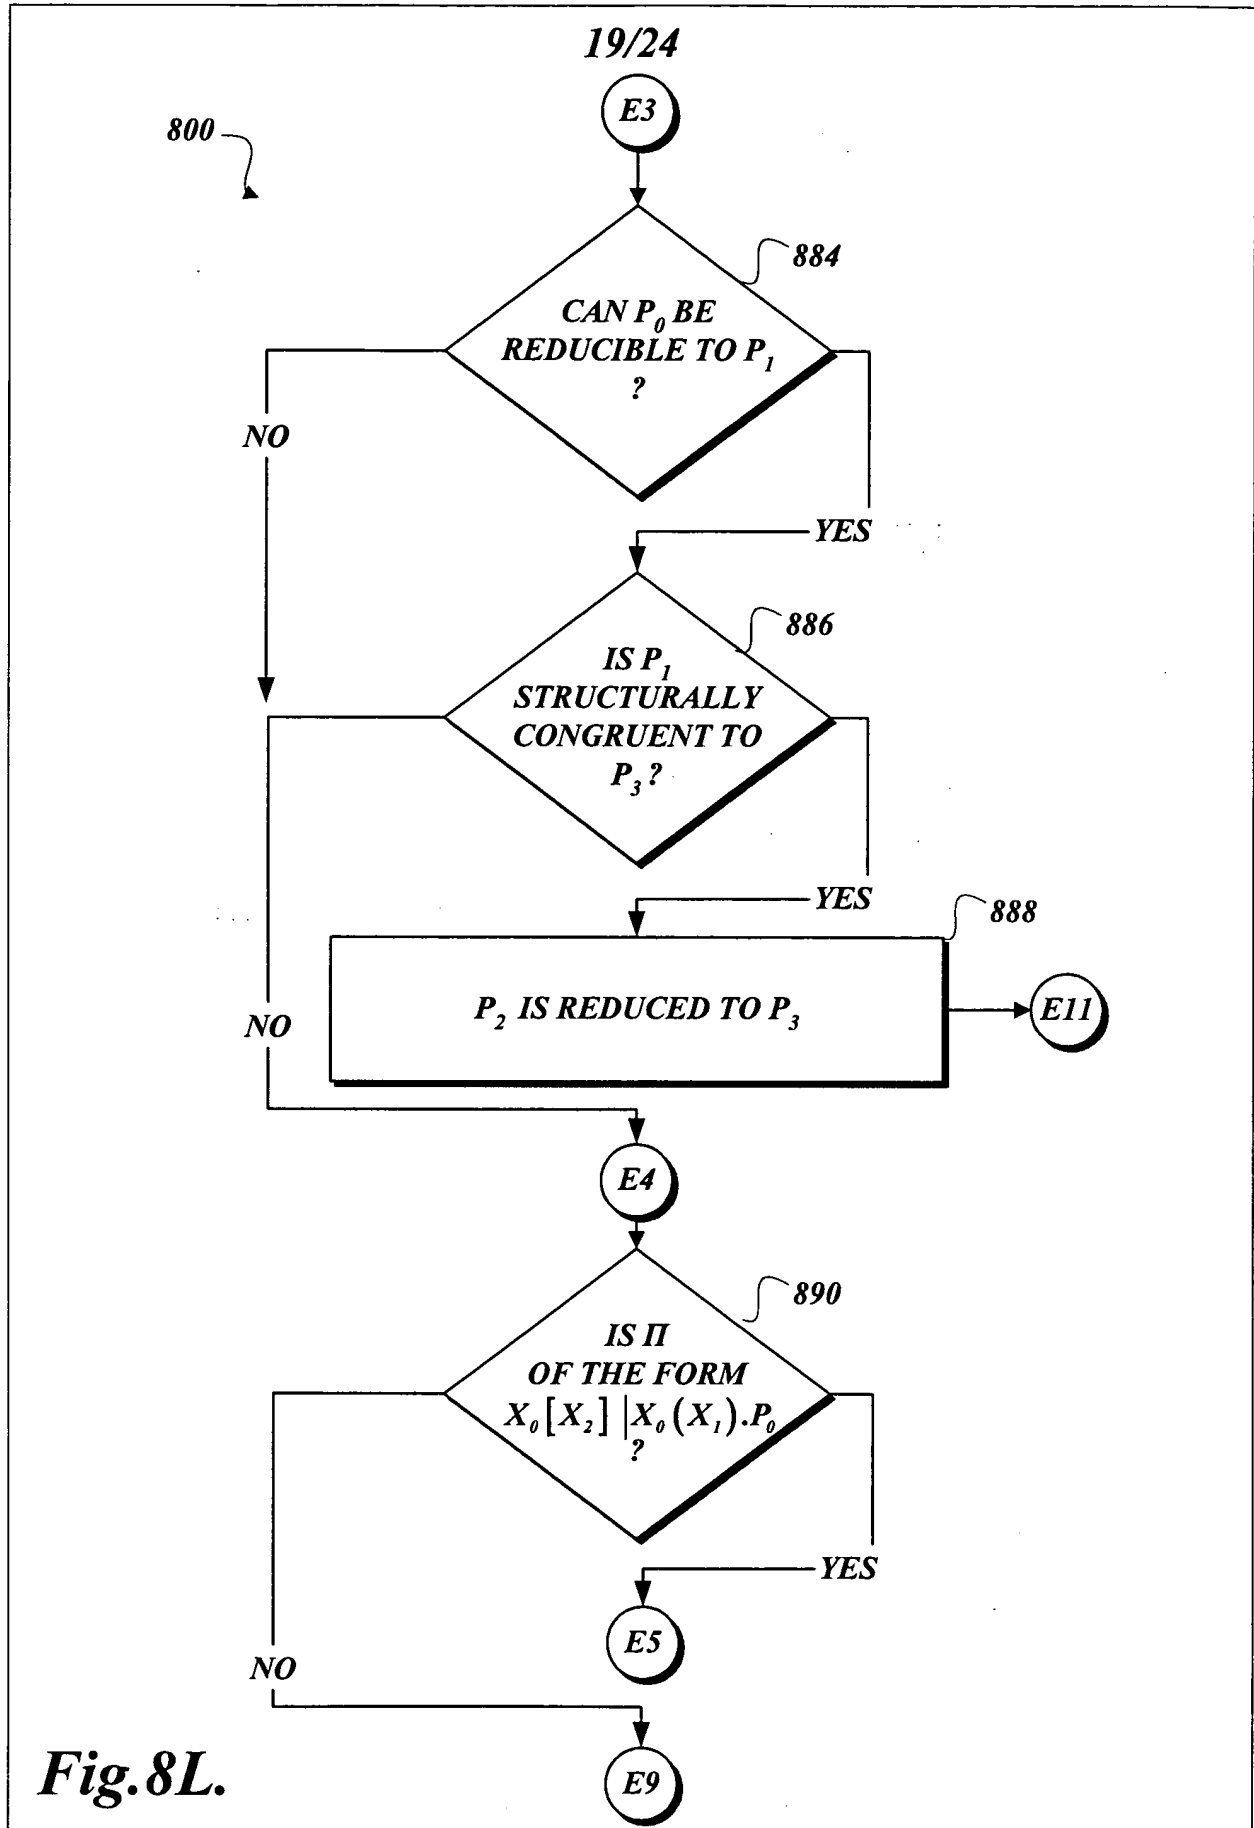 19/24
E3
800
884
CAN P₀ BE
REDUCIBLE TO P₁
?
NO
YES
886
IS P₁
STRUCTURALLY
CONGRUENT TO
P₃?
YES
888
P₂ IS REDUCED TO P₃
E11
NO
E4
890
IS Π
OF THE FORM
X₀[X₂] |X₀(X₁).P₀
?
YES
E5
NO
E9
Fig.8L.